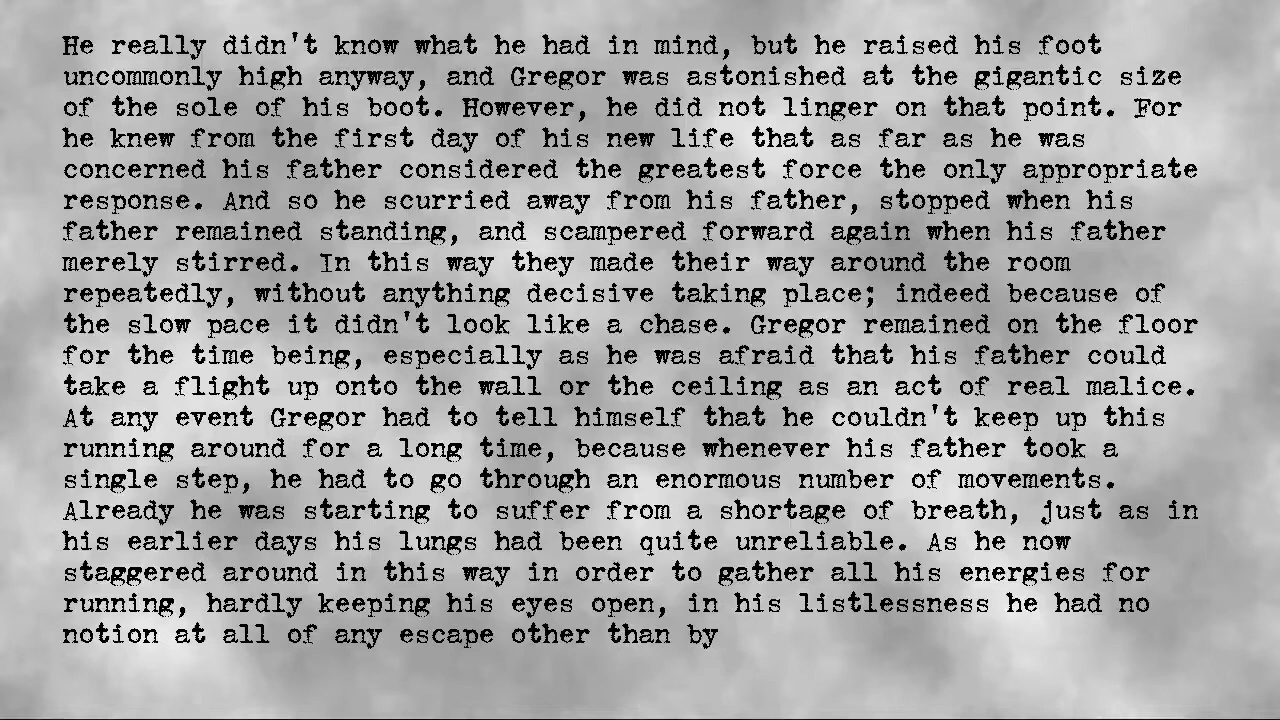 He really didn't know what he had in mind, but he raised his foot
uncommonly high anyway, and Gregor was astonished at the gigantic size
of the sole of his boot. However, he did not linger on that point. For
he knew from the first day of his new life that as far as he was
concerned his father considered the greatest force the only appropriate
response. And so he scurried away from his father, stopped when his
father remained standing, and scampered forward again when his father
merely stirred. In this way they made their way around the room
repeatedly, without anything decisive taking place; indeed because of
the slow pace it didn't look like a chase. Gregor remained on the floor
for the time being, especially as he was afraid that his father could
take a flight up onto the wall or the ceiling as an act of real malice.
At any event Gregor had to tell himself that he couldn't keep up this
running around for a long time, because whenever his father took a
single step, he had to go through an enormous number of movements.
Already he was starting to suffer from a shortage of breath, just as in
his earlier days his lungs had been quite unreliable. As he now
staggered around in this way in order to gather all his energies for
running, hardly keeping his eyes open, in his listlessness he had no
notion at all of any escape other than by